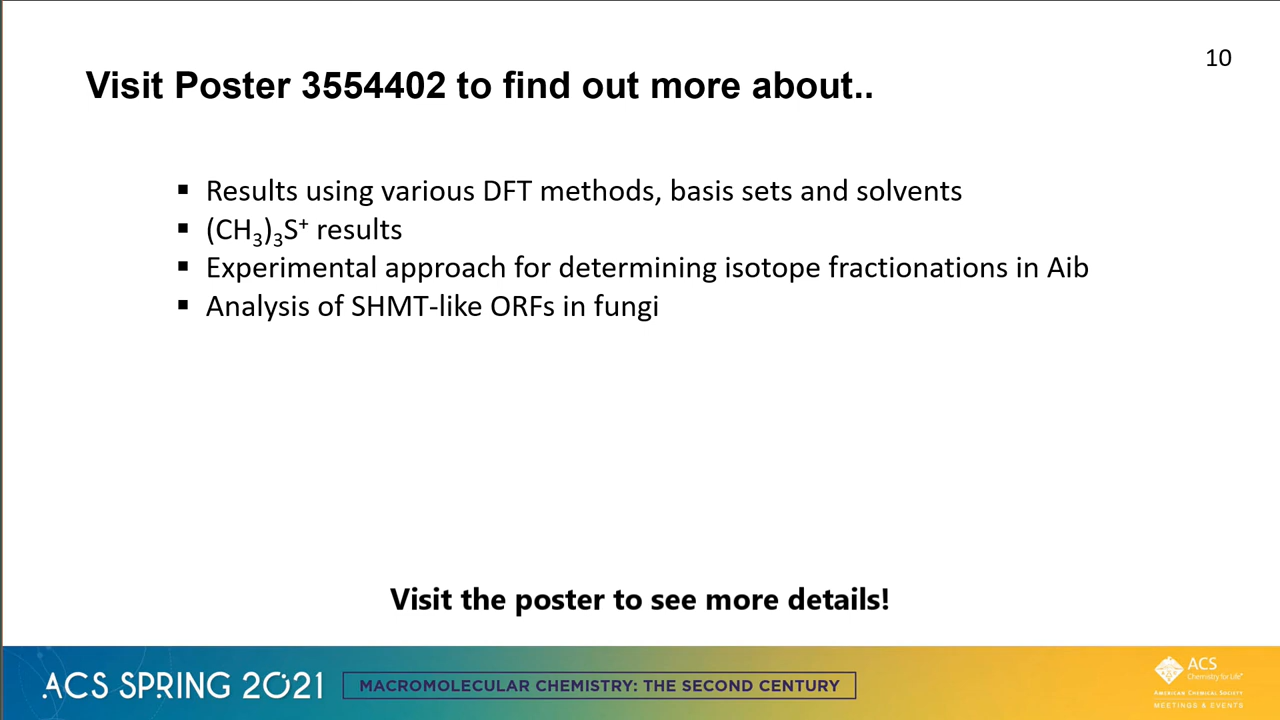 10
Visit Poster 3554402 to find out more about..
▪ Results using various DFT methods, basis sets and solvents
▪ (CH₃)₃S⁺ results
▪ Experimental approach for determining isotope fractionations in Aib
▪ Analysis of SHMT-like ORFs in fungi
Visit the poster to see more details!
ACS SPRING 2021
MACROMOLECULAR CHEMISTRY: THE SECOND CENTURY
ACS
Chemistry for Life®
AMERICAN CHEMICAL SOCIETY
MEETINGS & EVENTS